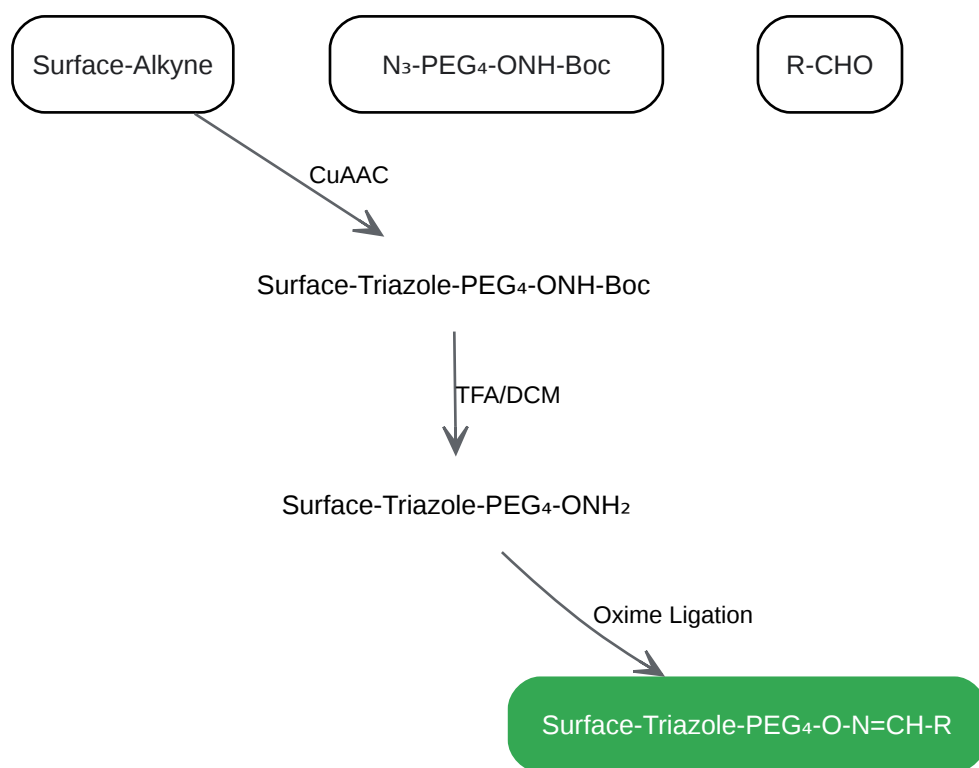 Surface-Alkyne
N₃-PEG₄-ONH-Boc
R-CHO
CuAAC
Surface-Triazole-PEG₄-ONH-Boc
TFA/DCM
Surface-Triazole-PEG₄-ONH₂
Oxime Ligation
Surface-Triazole-PEG₄-O-N=CH-R